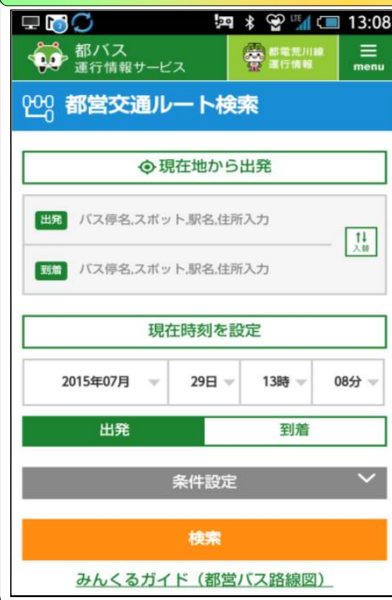 LTE 13:08
都バス
運行情報サービス
都電荒川線
運行情報
menu
都営交通ルート検索
現在地から出発
出発 バス停名,スポット,駅名,住所入力
入替
到着 バス停名,スポット,駅名,住所入力
現在時刻を設定
2015年07月 29日 13時 08分
出発 到着
条件設定
検索
みんくるガイド（都営バス路線図）